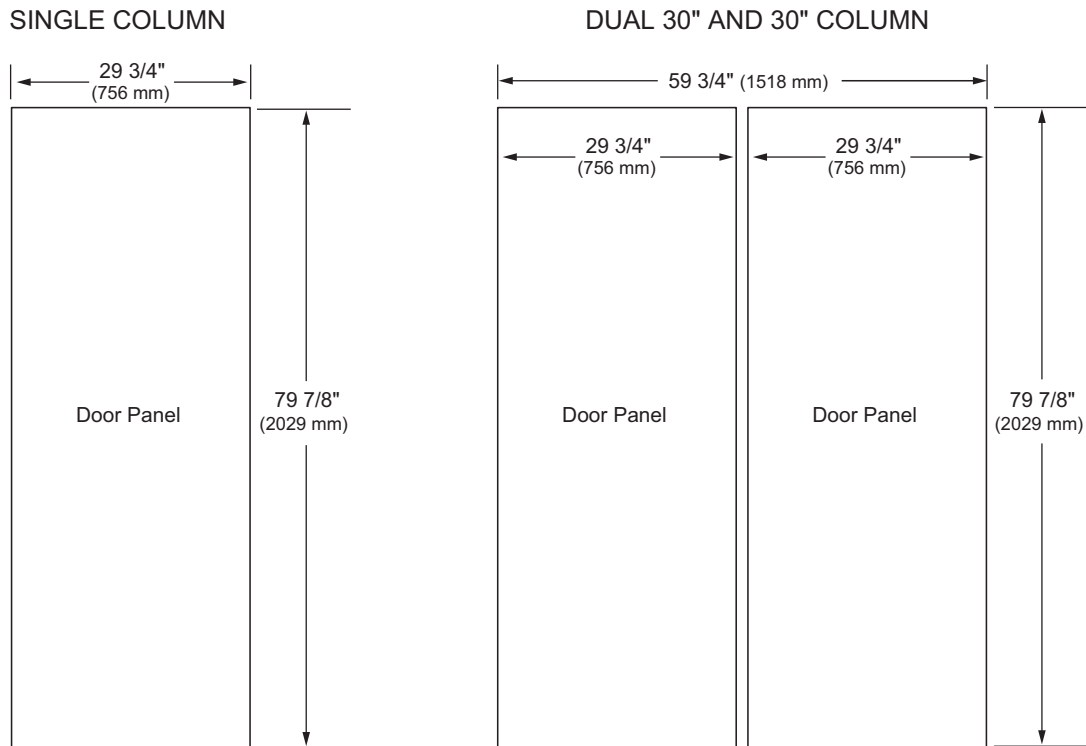 SINGLE COLUMN
29 3/4"
(756 mm)
Door Panel
79 7/8"
(2029 mm)
DUAL 30" AND 30" COLUMN
59 3/4" (1518 mm)
29 3/4"
(756 mm)
29 3/4"
(756 mm)
Door Panel
Door Panel
79 7/8"
(2029 mm)